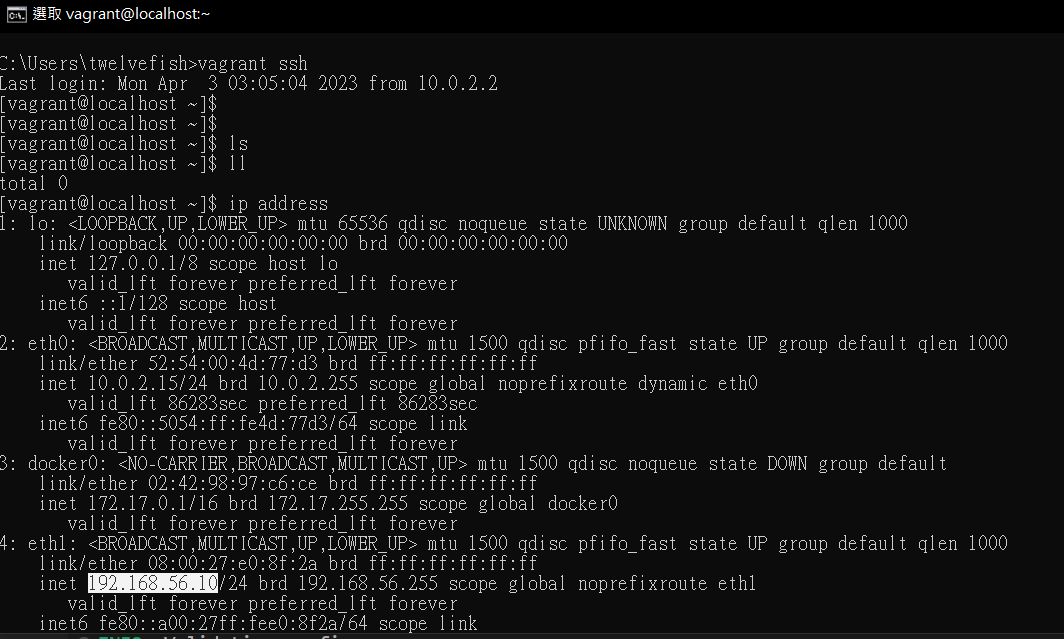 選取 vagrant@localhost:~
C:\Users\twelvefish>vagrant ssh
Last login: Mon Apr  3 03:05:04 2023 from 10.0.2.2
[vagrant@localhost ~]$
[vagrant@localhost ~]$
[vagrant@localhost ~]$ ls
[vagrant@localhost ~]$ ll
total 0
[vagrant@localhost ~]$ ip address
1: lo: <LOOPBACK,UP,LOWER_UP> mtu 65536 qdisc noqueue state UNKNOWN group default qlen 1000
    link/loopback 00:00:00:00:00:00 brd 00:00:00:00:00:00
    inet 127.0.0.1/8 scope host lo
       valid_lft forever preferred_lft forever
    inet6 ::1/128 scope host
       valid_lft forever preferred_lft forever
2: eth0: <BROADCAST,MULTICAST,UP,LOWER_UP> mtu 1500 qdisc pfifo_fast state UP group default qlen 1000
    link/ether 52:54:00:4d:77:d3 brd ff:ff:ff:ff:ff:ff
    inet 10.0.2.15/24 brd 10.0.2.255 scope global noprefixroute dynamic eth0
       valid_lft 86283sec preferred_lft 86283sec
    inet6 fe80::5054:ff:fe4d:77d3/64 scope link
       valid_lft forever preferred_lft forever
3: docker0: <NO-CARRIER,BROADCAST,MULTICAST,UP> mtu 1500 qdisc noqueue state DOWN group default
    link/ether 02:42:98:97:c6:ce brd ff:ff:ff:ff:ff:ff
    inet 172.17.0.1/16 brd 172.17.255.255 scope global docker0
       valid_lft forever preferred_lft forever
4: eth1: <BROADCAST,MULTICAST,UP,LOWER_UP> mtu 1500 qdisc pfifo_fast state UP group default qlen 1000
    link/ether 08:00:27:e0:8f:2a brd ff:ff:ff:ff:ff:ff
    inet 192.168.56.10/24 brd 192.168.56.255 scope global noprefixroute eth1
       valid_lft forever preferred_lft forever
    inet6 fe80::a00:27ff:fee0:8f2a/64 scope link